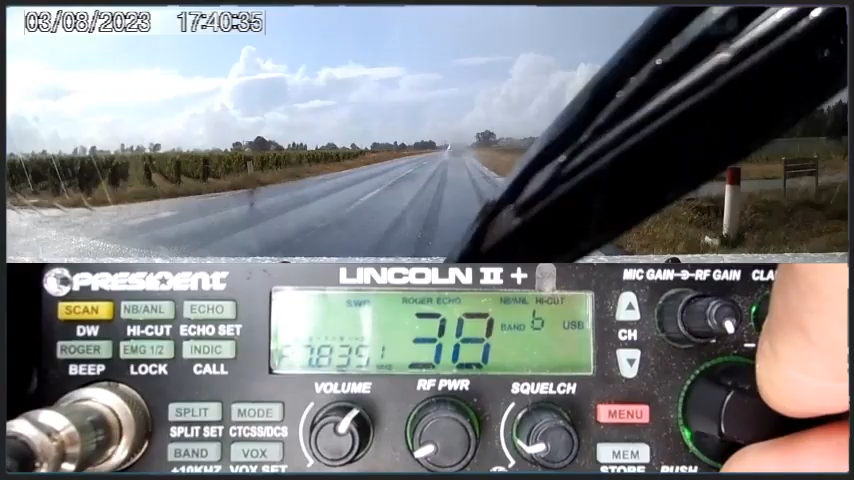 03/08/2023 17:40:35
PRESIDENT LINCOLN II + MIC GAIN RF GAIN CLA
SCAN NB/ANL ECHO
DW HI-CUT ECHO SET
ROGER EMG 1/2 INDIC
BEEP LOCK CALL
SWR ROGER ECHO NB/ANL HI-CUT
38 BAND b USB
CH
VOLUME RF PWR SQUELCH
SPLIT MODE
SPLIT SET CTCSS/DCS
BAND VOX
+10KHZ VOX SET
MENU
MEM
STORE PUSH